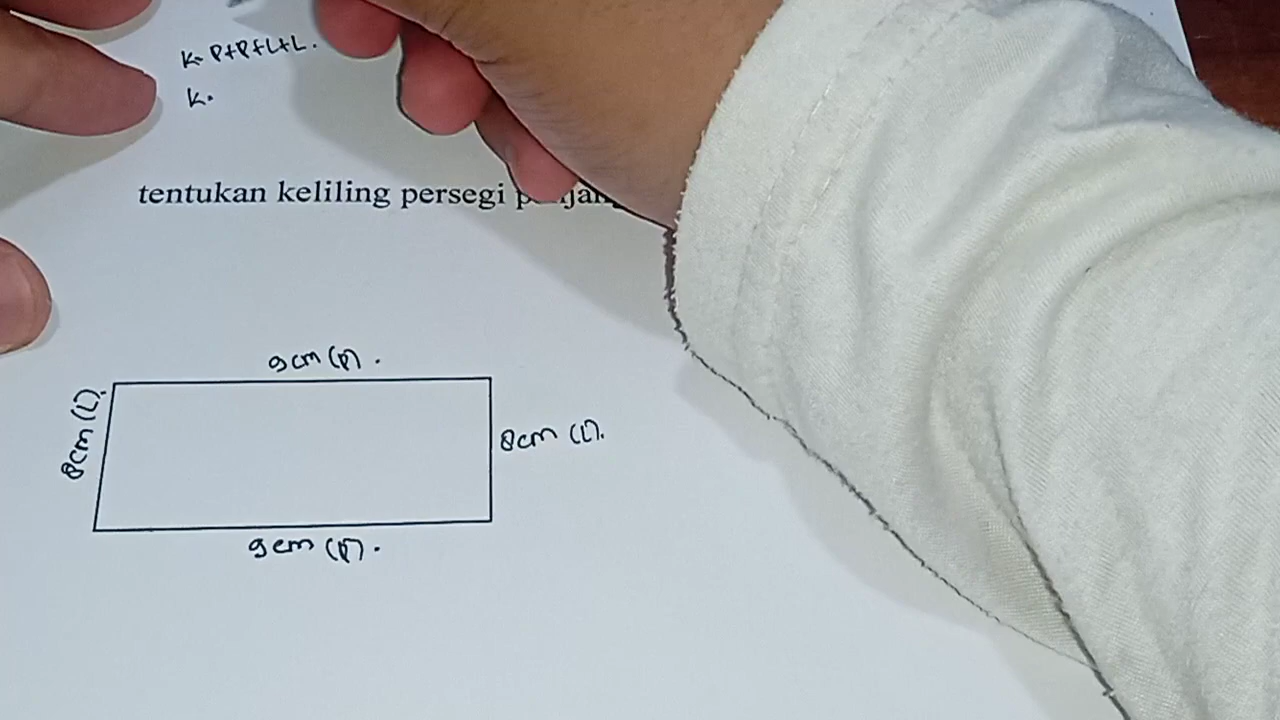 K= P+P+L+L.
K=
tentukan keliling persegi
9cm (P).
8cm (L).
8cm (L).
9cm (P).